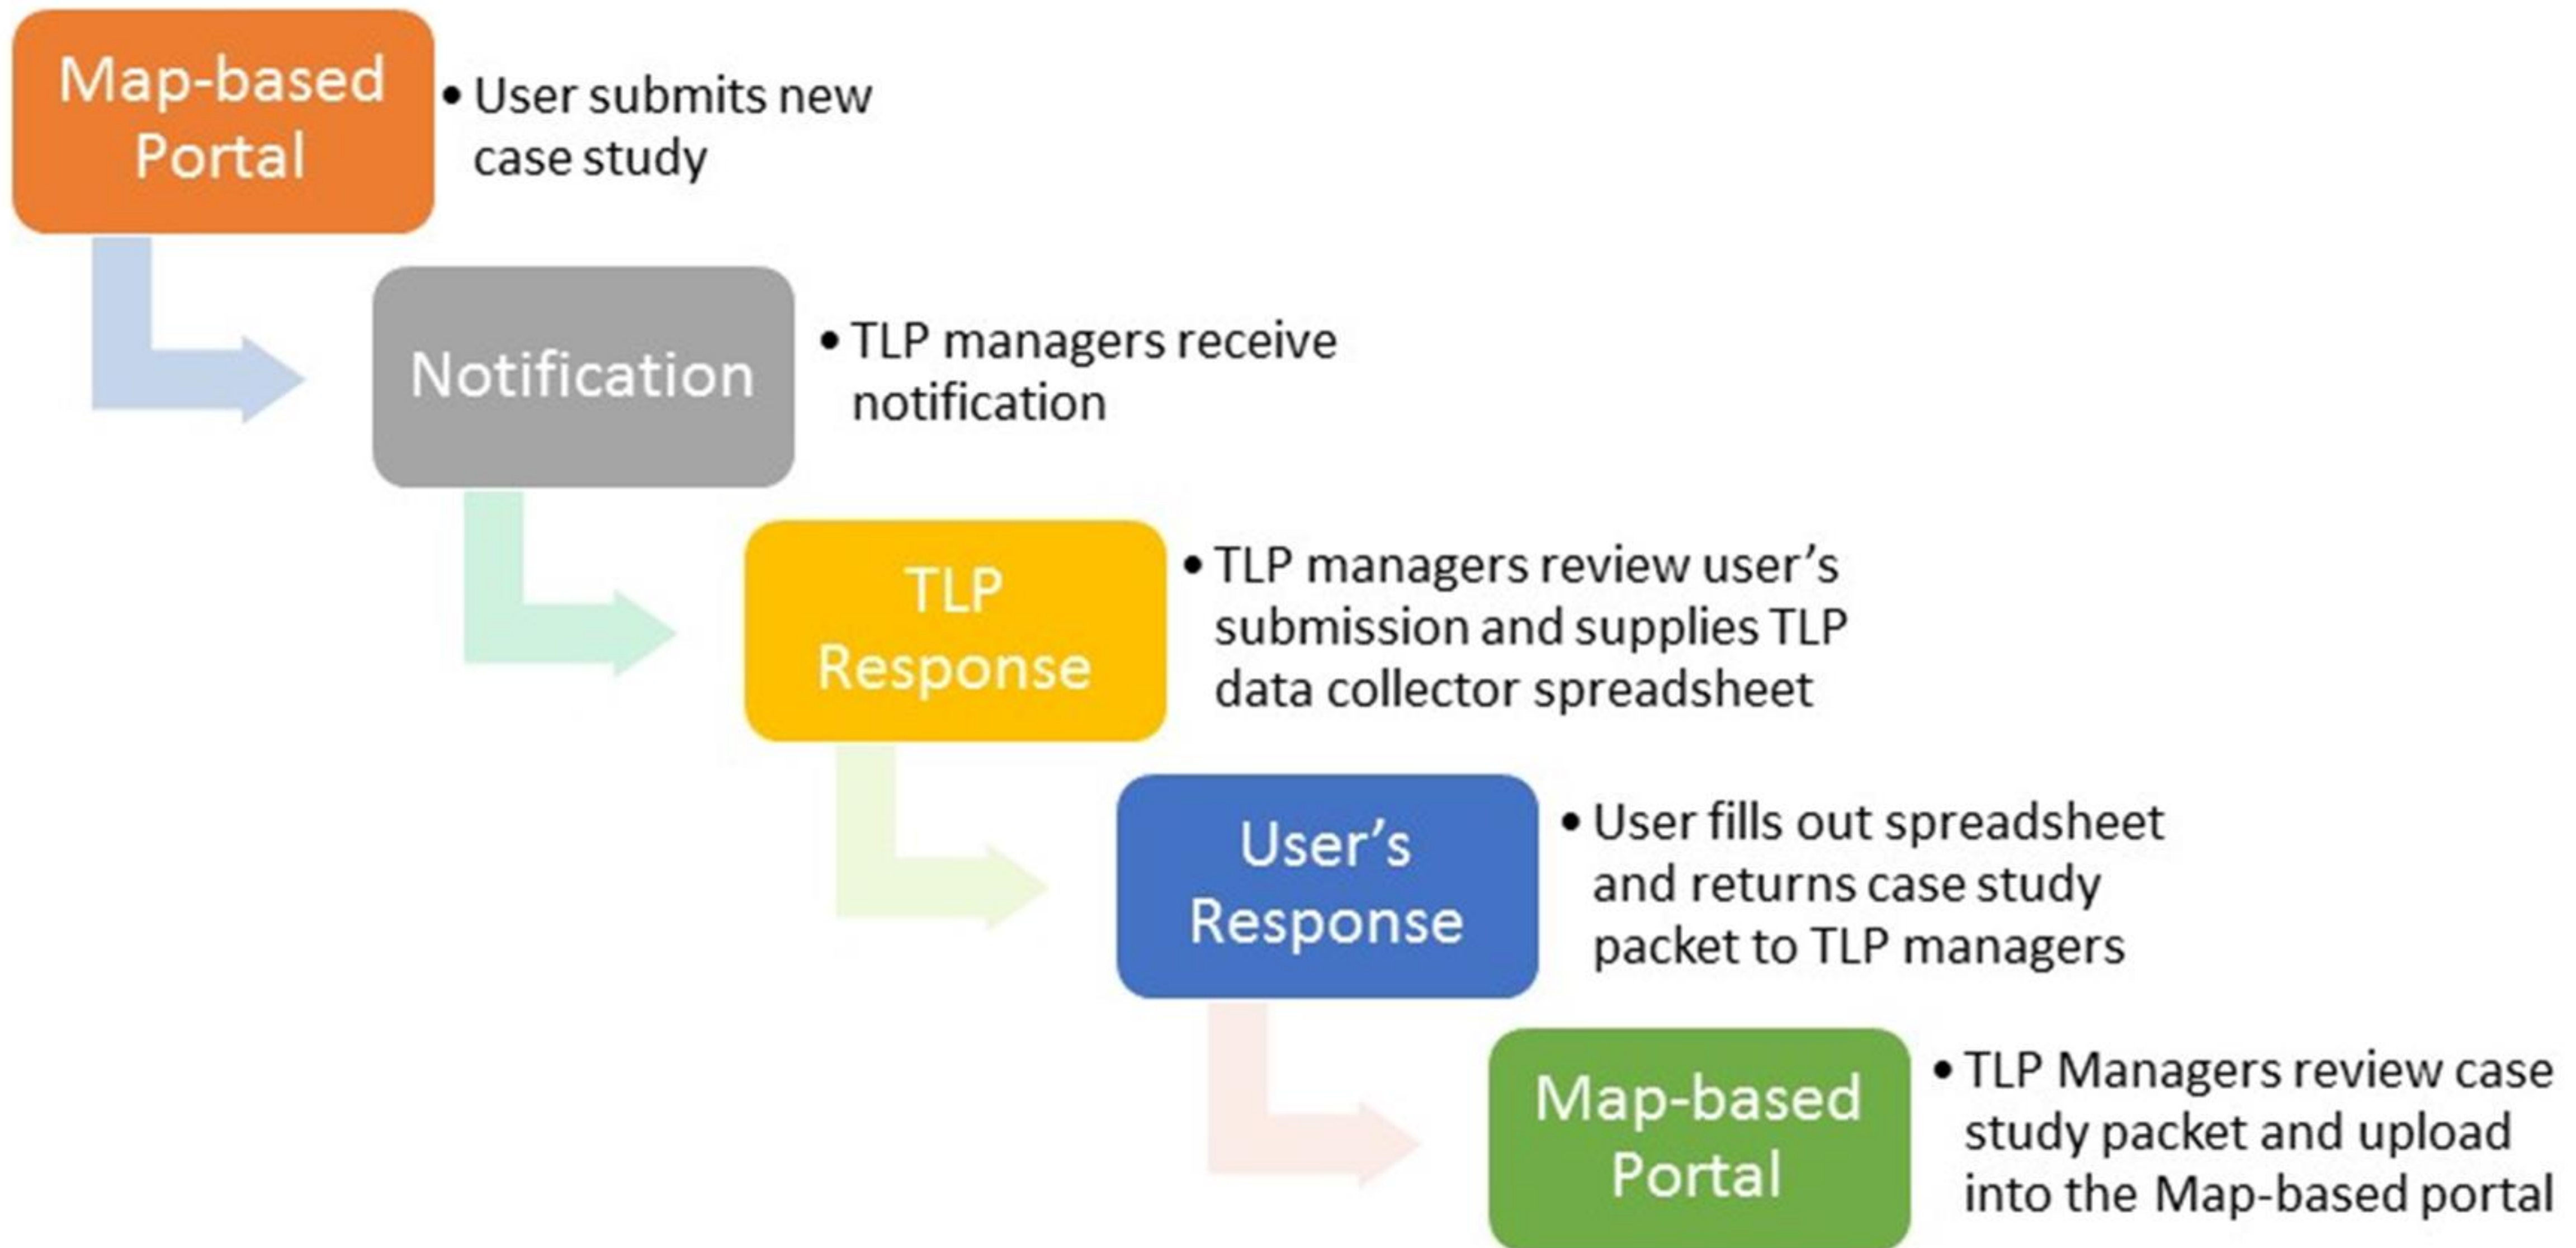 Map-based
Portal
• User submits new
case study
Notification
• TLP managers receive
notification
TLP
Response
• TLP managers review user’s
submission and supplies TLP
data collector spreadsheet
User’s
Response
• User fills out spreadsheet
and returns case study
packet to TLP managers
Map-based
Portal
• TLP Managers review case
study packet and upload
into the Map-based portal